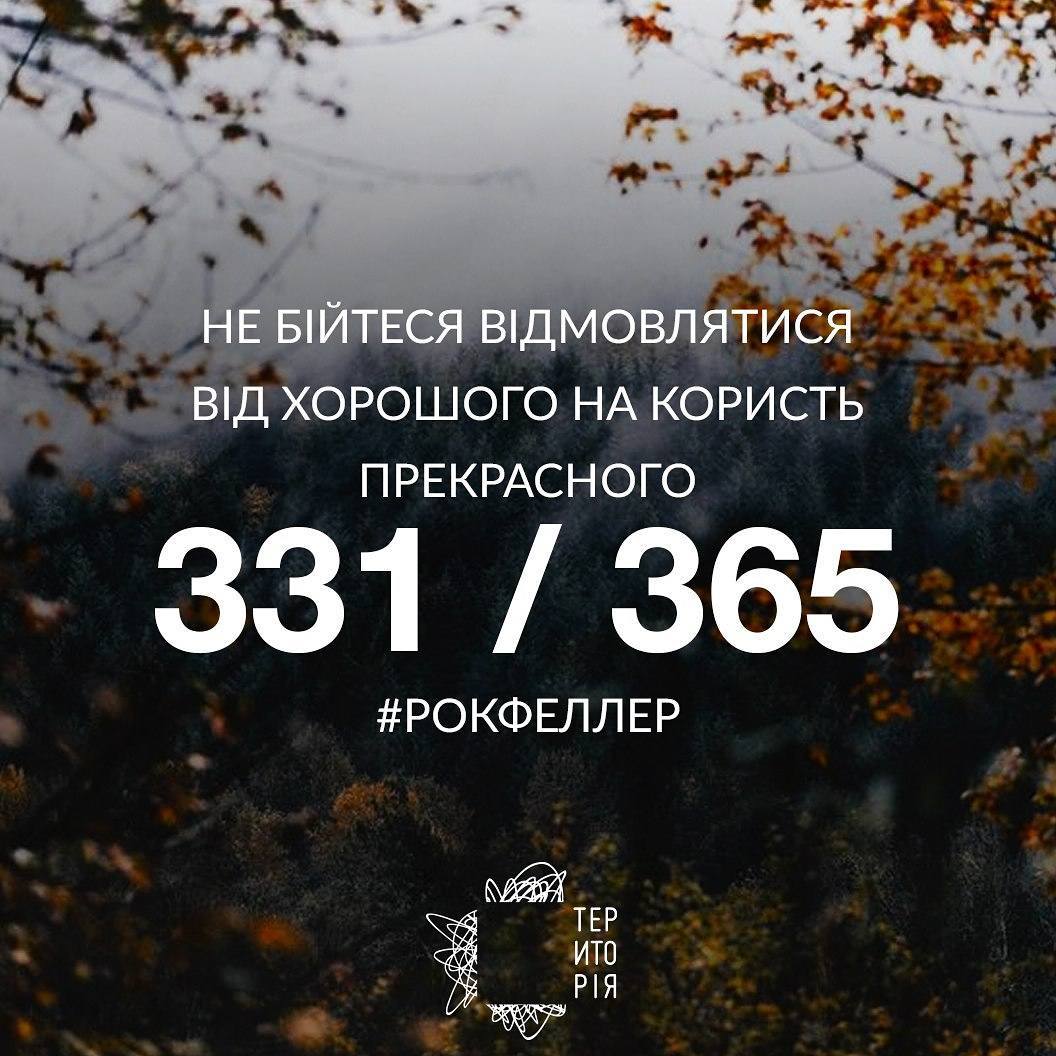 НЕ БІЙТЕСЯ ВІДМОВЛЯТИСЯ
ВІД ХОРОШОГО НА КОРИСТЬ
ПРЕКРАСНОГО
331 / 365
#РОКФЕЛЛЕР
ТЕР
ИТО
РІЯ